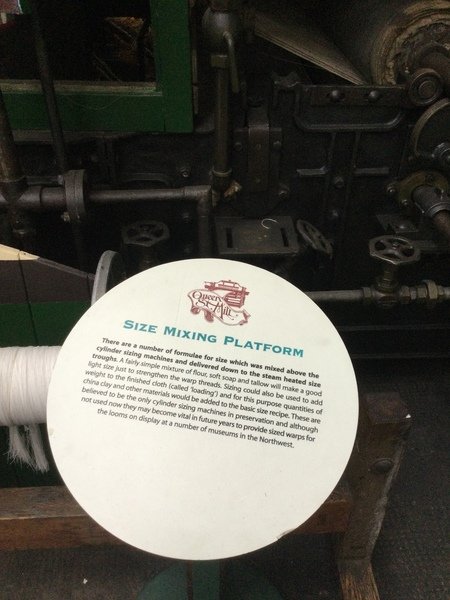 Queen
St. Mill
SIZE MIXING PLATFORM
There are a number of formulae for size which was mixed above the
cylinder sizing machines and delivered down to the steam heated size
troughs. A fairly simple mixture of flour, soft soap and tallow will make a good
light size just to strengthen the warp threads. Sizing could also be used to add
weight to the finished cloth (called 'loading') and for this purpose quantities of
china clay and other materials would be added to the basic size recipe. These are
believed to be the only cylinder sizing machines in preservation and although
not used now they may become vital in future years to provide sized warps for
the looms on display at a number of museums in the Northwest.